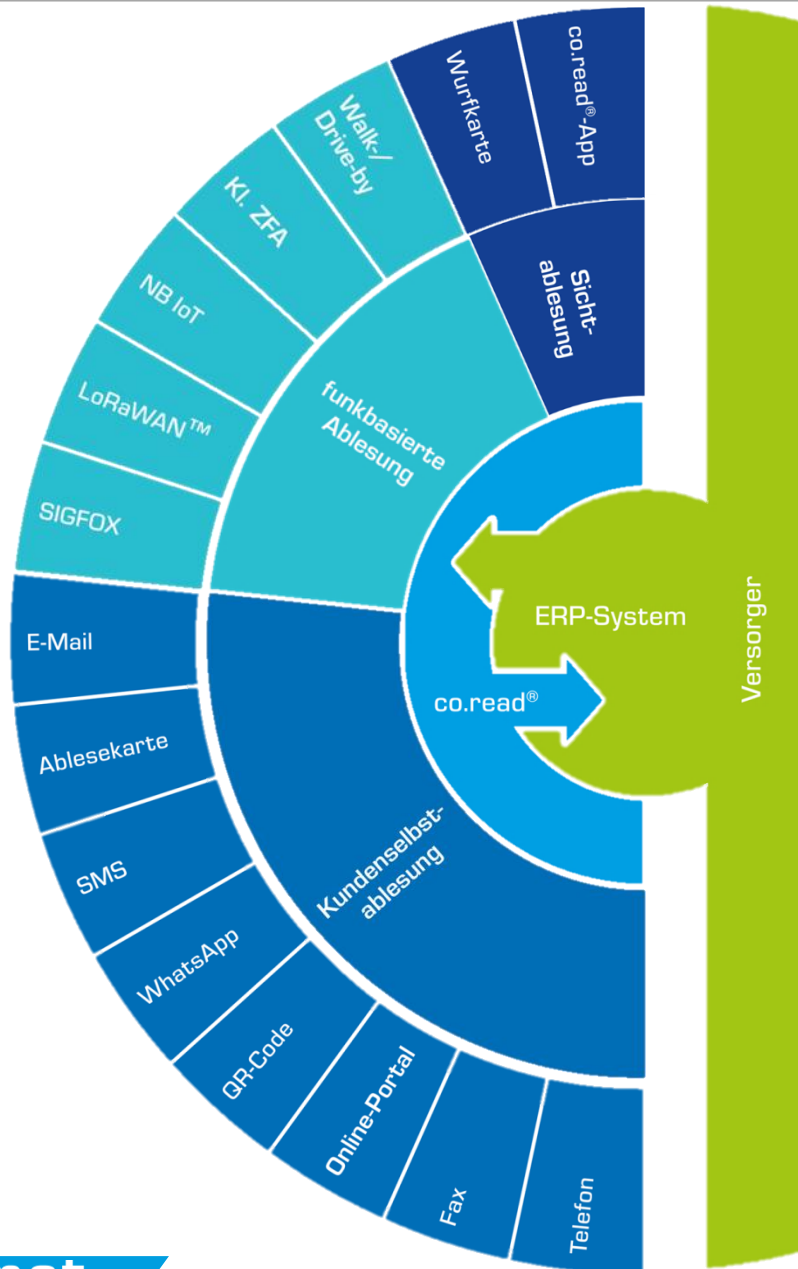 co.read®-App
Wurfkarte
Sicht-
ablesung
Walk-/
Drive-by
Kl. ZFA
NB IoT
LoRaWAN™
SIGFOX
funkbasierte
Ablesung
E-Mail
Ablesekarte
SMS
WhatsApp
QR-Code
Online-Portal
Fax
Telefon
Kundenselbst-
ablesung
co.read®
ERP-System
Versorger